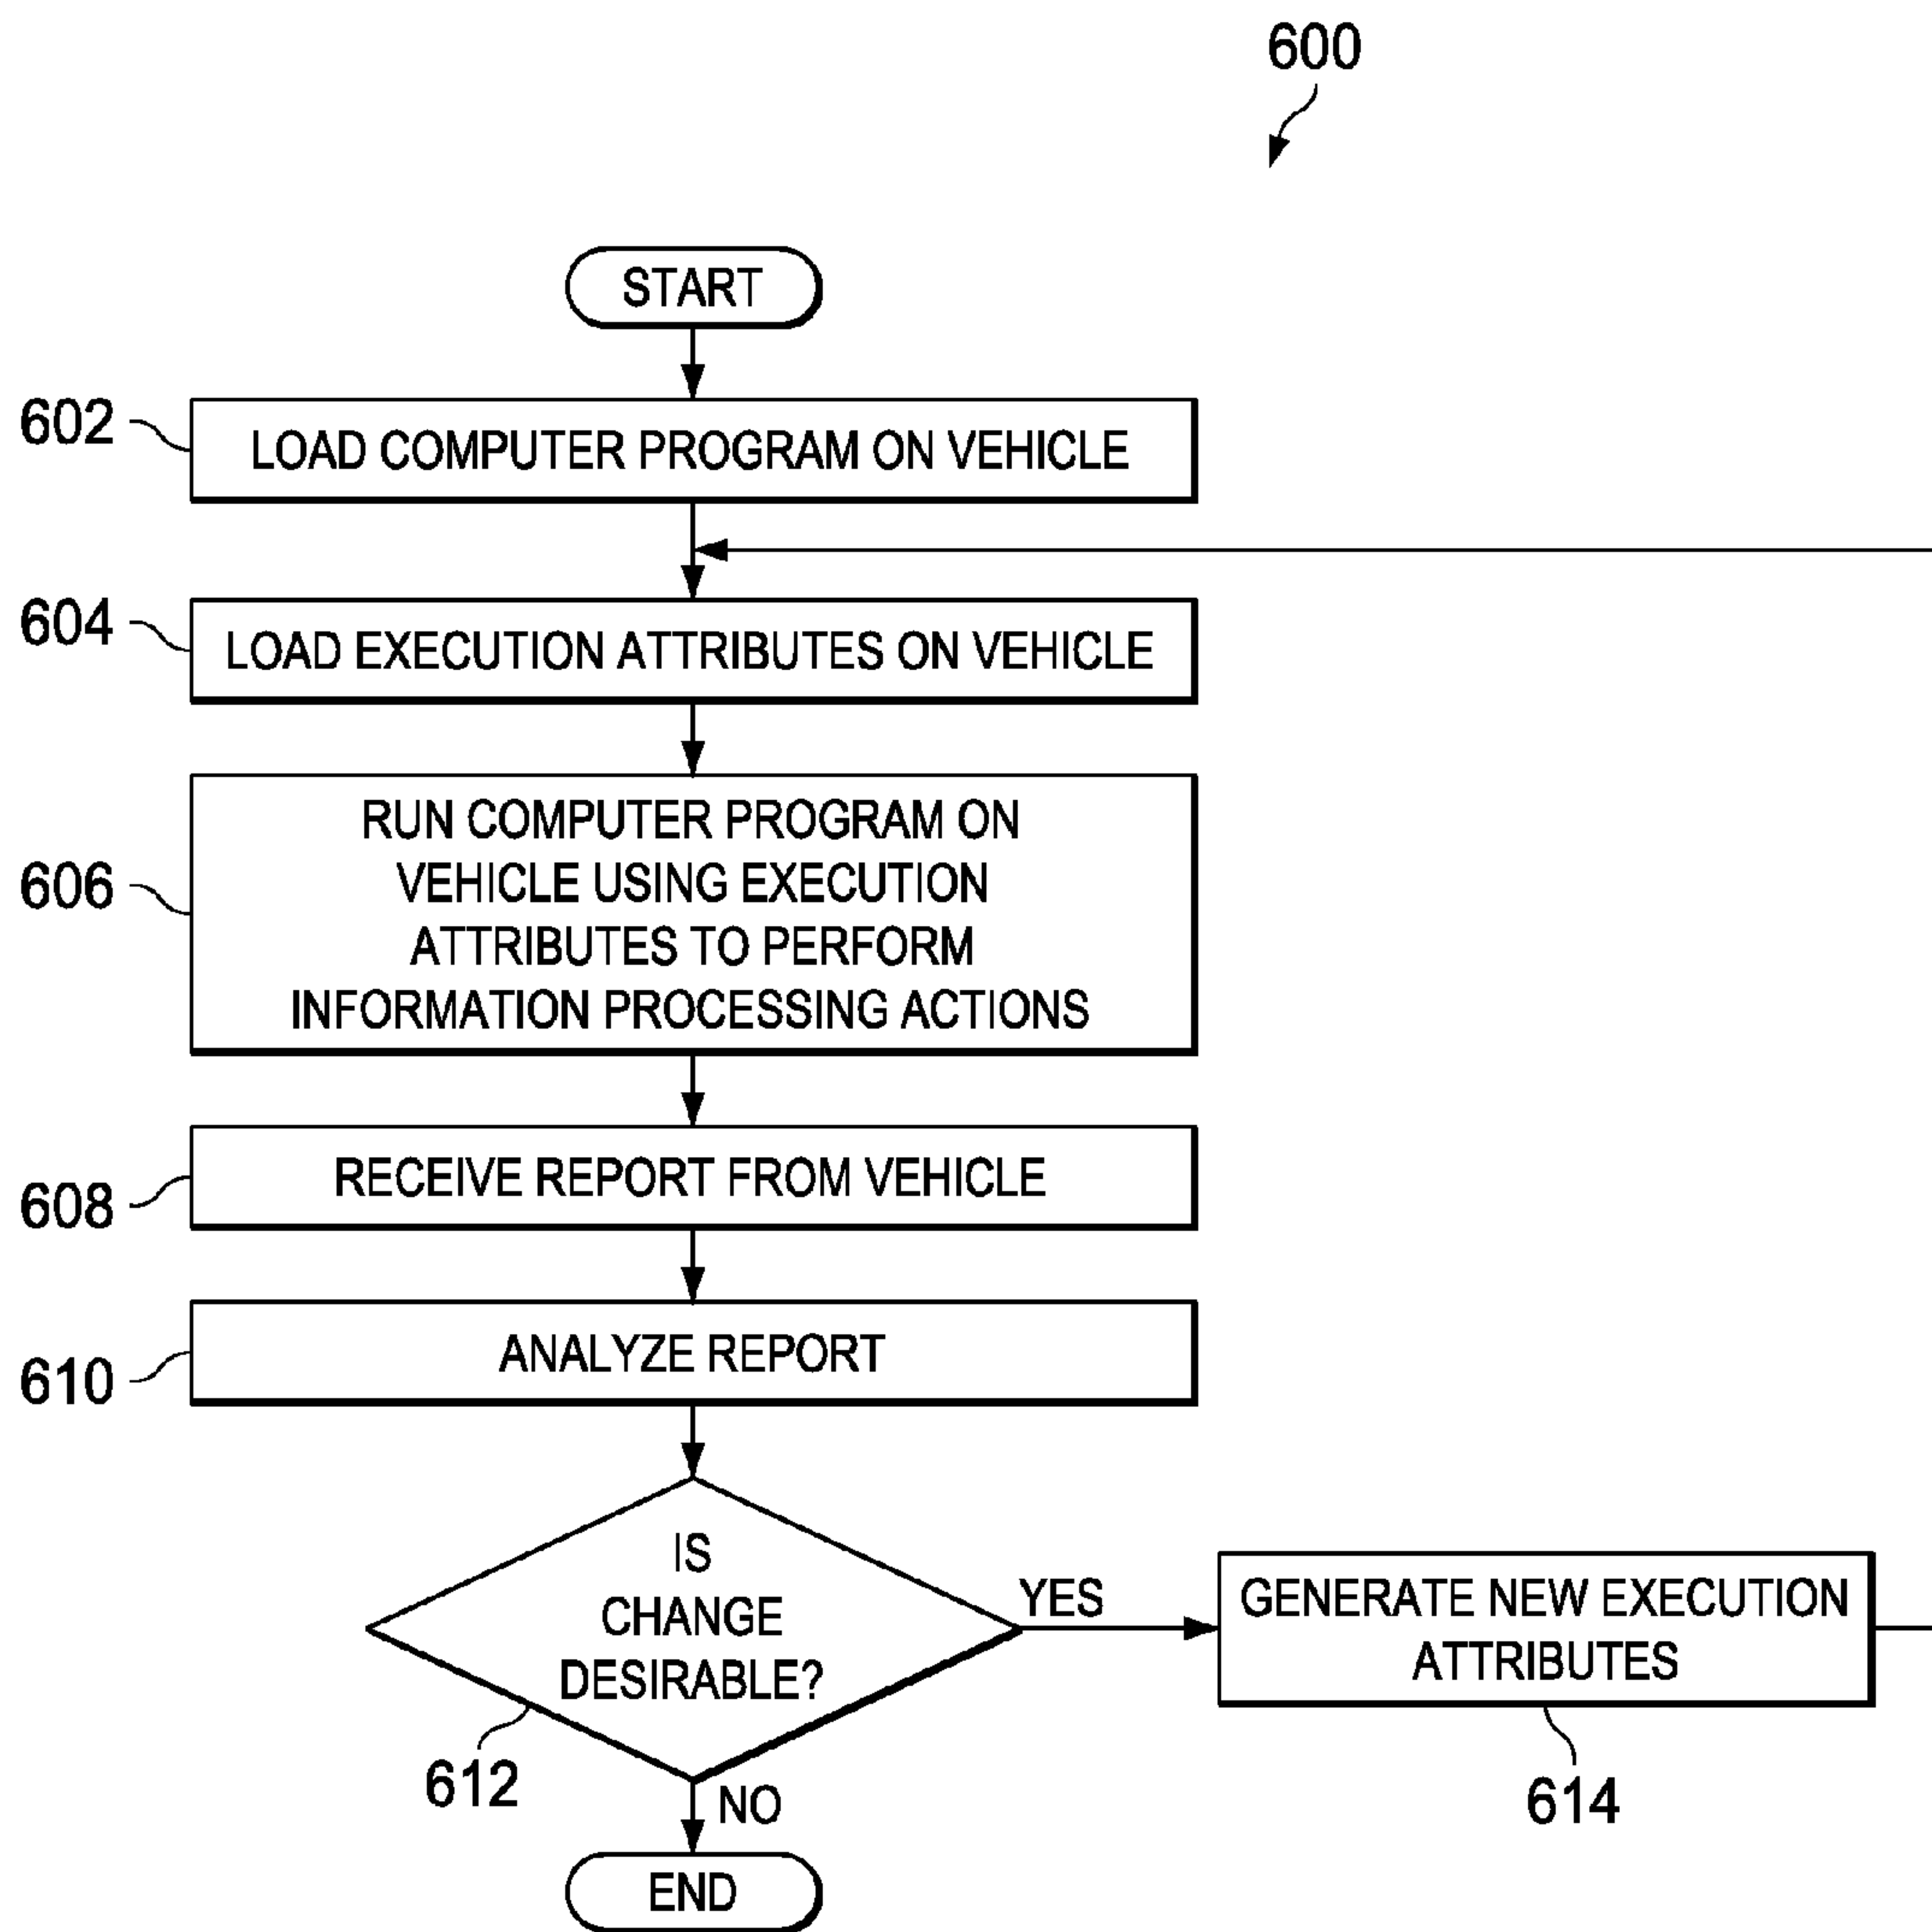 600
START
602
LOAD COMPUTER PROGRAM ON VEHICLE
604
LOAD EXECUTION ATTRIBUTES ON VEHICLE
606
RUN COMPUTER PROGRAM ON
VEHICLE USING EXECUTION
ATTRIBUTES TO PERFORM
INFORMATION PROCESSING ACTIONS
608
RECEIVE REPORT FROM VEHICLE
610
ANALYZE REPORT
IS
CHANGE
DESIRABLE?
612
YES
GENERATE NEW EXECUTION
ATTRIBUTES
614
NO
END